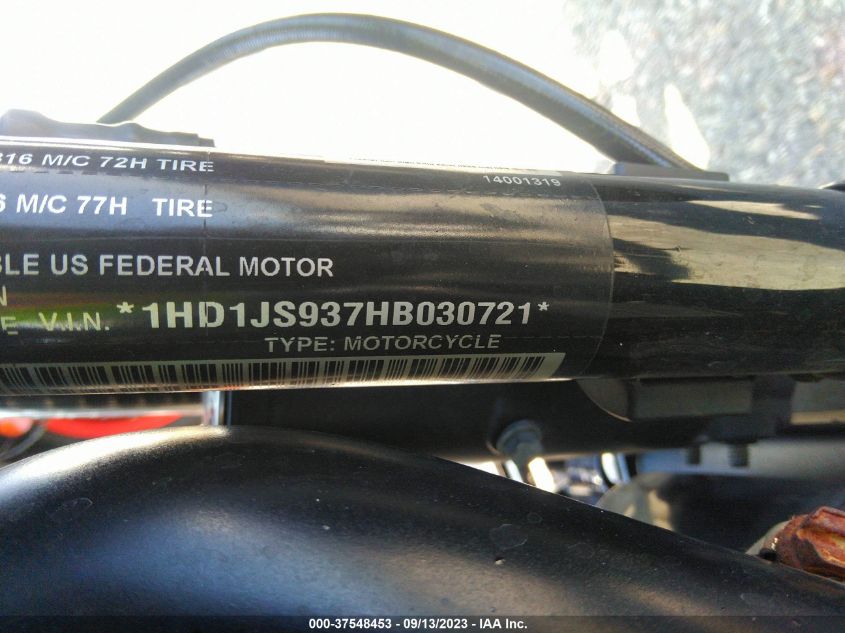 316 M/C 72H TIRE
14001319
6 M/C 77H TIRE
BLE US FEDERAL MOTOR
N
E V.I.N. *1HD1JS937HB030721*
TYPE: MOTORCYCLE
000-37548453 - 09/13/2023 - IAA Inc.